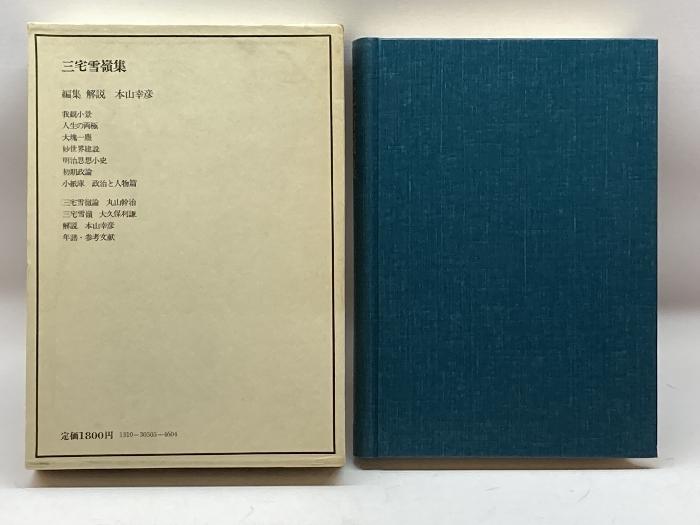 三宅雪嶺集
編集 解説 本山幸彦
我観小景
人生の両極
大塊一塵
妙世界建設
明治思想小史
初期政論
小紙庫 政治と人物篇
三宅雪嶺論 丸山幹治
三宅雪嶺 大久保利謙
解説 本山幸彦
年譜・参考文献
定価1800円 1310―30505―4604